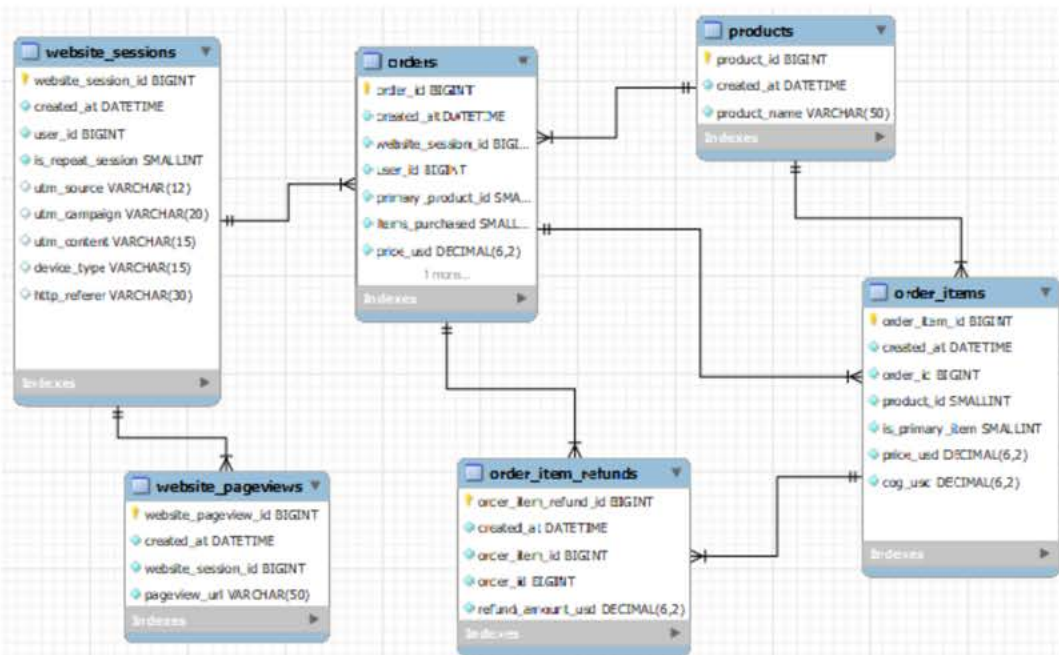 website_sessions
website_session_id BIGINT
created_at DATETIME
user_id BIGINT
is_repeat_session SMALLINT
utm_source VARCHAR(12)
utm_campaign VARCHAR(20)
utm_content VARCHAR(15)
device_type VARCHAR(15)
http_referer VARCHAR(30)
Indexes
orders
order_id BIGINT
created_at DATETIME
website_session_id BIGI...
user_id BIGINT
primary_product_id SMA...
items_purchased SMALL...
price_usd DECIMAL(6,2)
1 more...
Indexes
products
product_id BIGINT
created_at DATETIME
product_name VARCHAR(50)
Indexes
order_items
order_item_id BIGINT
created_at DATETIME
order_id BIGINT
product_id SMALLINT
is_primary_item SMALLINT
price_usd DECIMAL(6,2)
cog_usd DECIMAL(6,2)
Indexes
website_pageviews
website_pageview_id BIGINT
created_at DATETIME
website_session_id BIGINT
pageview_url VARCHAR(50)
Indexes
order_item_refunds
order_item_refund_id BIGINT
created_at DATETIME
order_item_id BIGINT
order_id BIGINT
refund_amount_usd DECIMAL(6,2)
Indexes